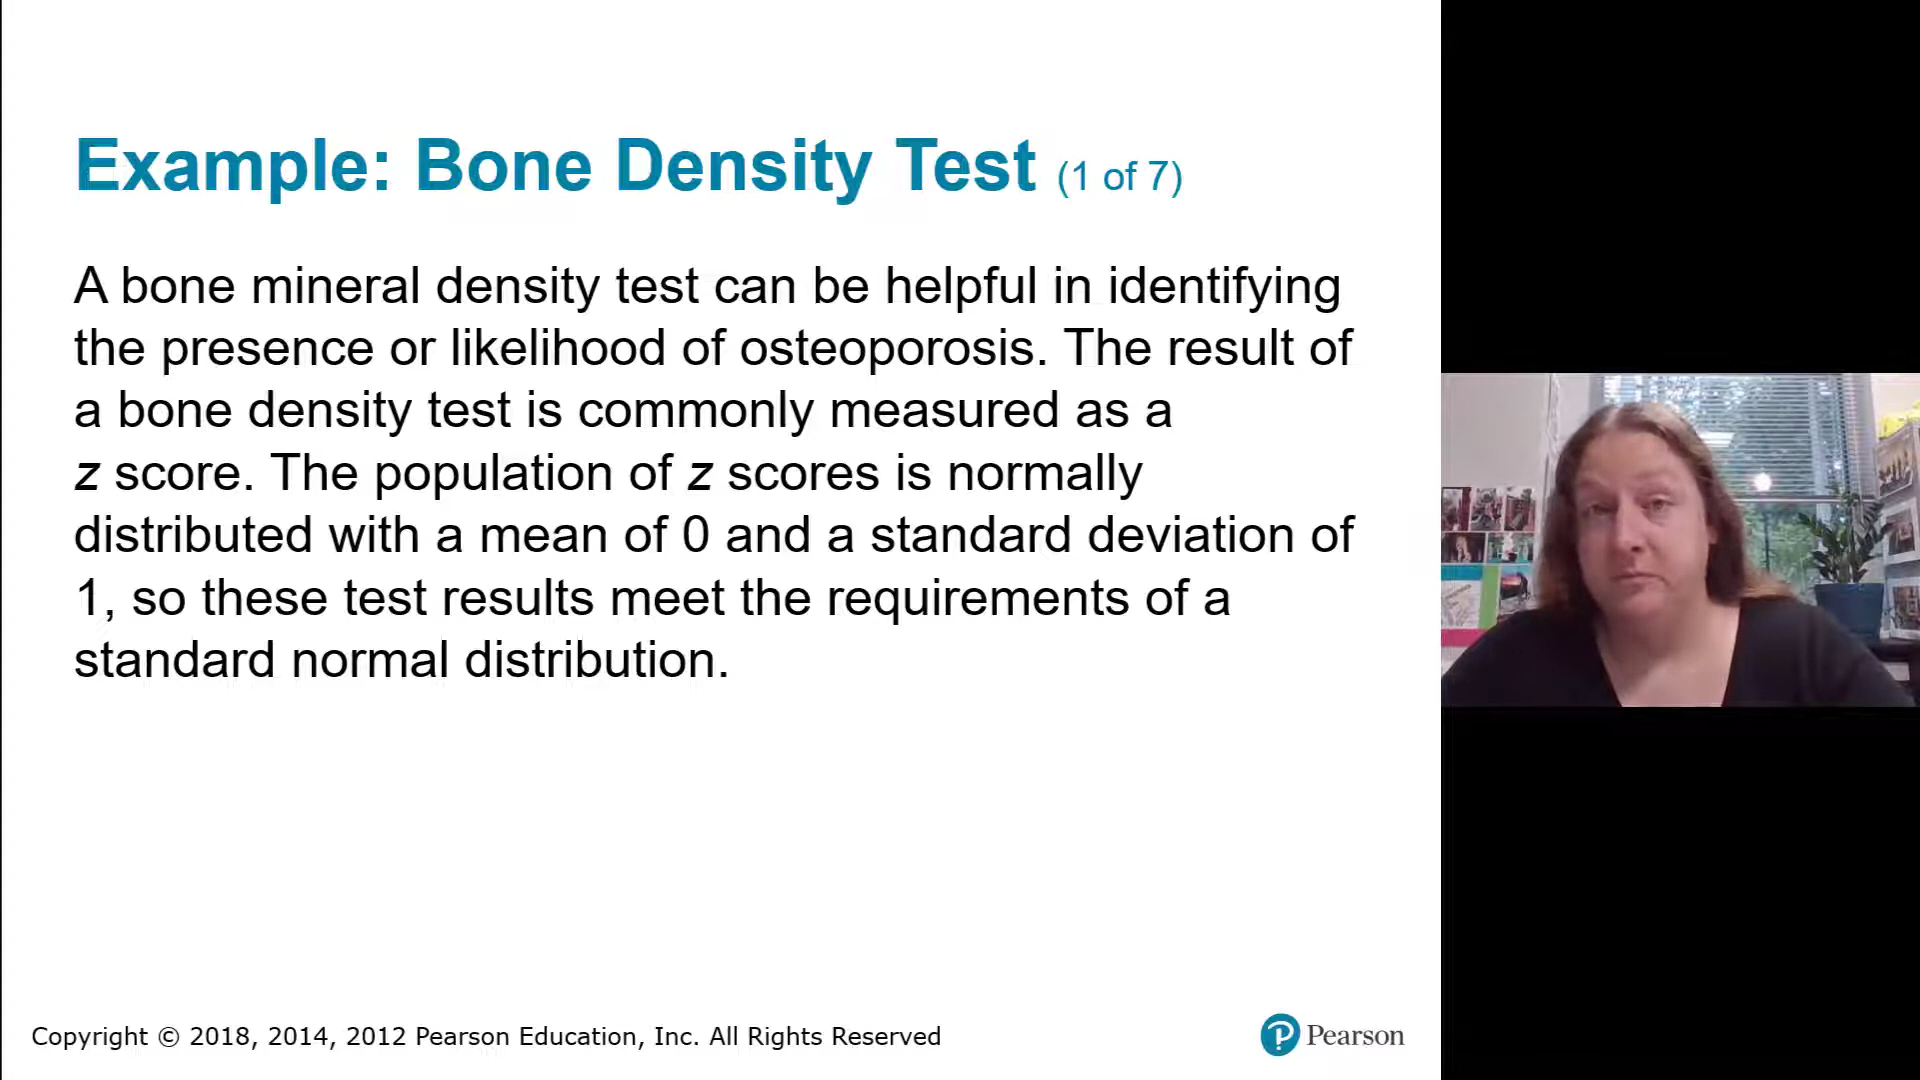 Example: Bone Density Test (1 of 7)
A bone mineral density test can be helpful in identifying
the presence or likelihood of osteoporosis. The result of
a bone density test is commonly measured as a
z score. The population of z scores is normally
distributed with a mean of 0 and a standard deviation of
1, so these test results meet the requirements of a
standard normal distribution.
Copyright © 2018, 2014, 2012 Pearson Education, Inc. All Rights Reserved
Pearson